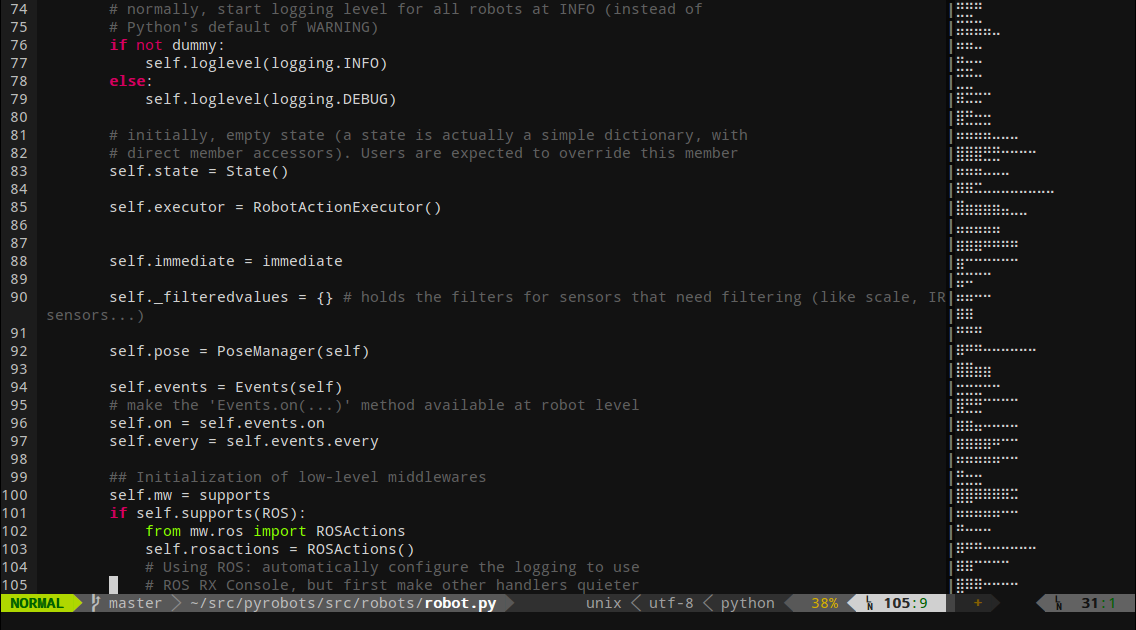 74 # normally, start logging level for all robots at INFO (instead of
75 # Python's default of WARNING)
76 if not dummy:
77 self.loglevel(logging.INFO)
78 else:
79 self.loglevel(logging.DEBUG)
80
81 # initially, empty state (a state is actually a simple dictionary, with
82 # direct member accessors). Users are expected to override this member
83 self.state = State()
84
85 self.executor = RobotActionExecutor()
86
87
88 self.immediate = immediate
89
90 self._filteredvalues = {} # holds the filters for sensors that need filtering (like scale, IR
sensors...)
91
92 self.pose = PoseManager(self)
93
94 self.events = Events(self)
95 # make the 'Events.on(...)' method available at robot level
96 self.on = self.events.on
97 self.every = self.events.every
98
99 ## Initialization of low-level middlewares
100 self.mw = supports
101 if self.supports(ROS):
102 from mw.ros import ROSActions
103 self.rosactions = ROSActions()
104 # Using ROS: automatically configure the logging to use
105 # ROS RX Console, but first make other handlers quieter
NORMAL master ~/src/pyrobots/src/robots/robot.py unix utf-8 python 38% LN 105:9 + LN 31:1